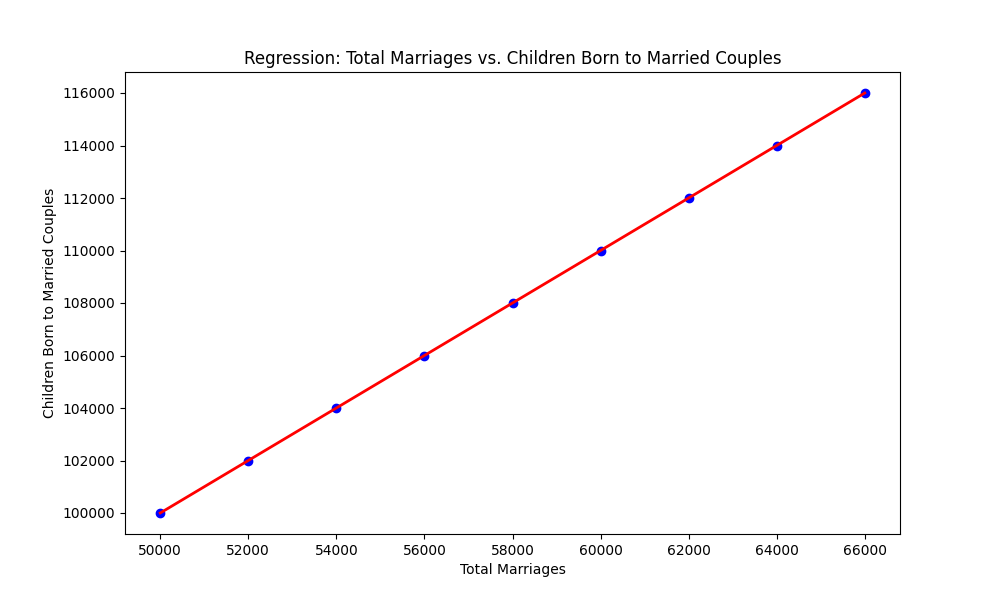 Regression: Total Marriages vs. Children Born to Married Couples
116000
114000
112000
110000
108000
106000
104000
102000
100000
Children Born to Married Couples
50000 52000 54000 56000 58000 60000 62000 64000 66000
Total Marriages